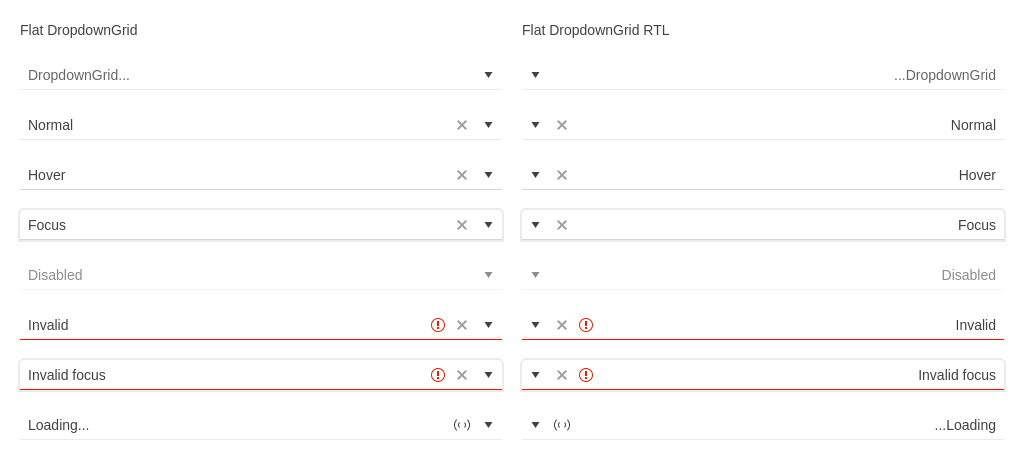 Flat DropdownGrid
DropdownGrid...
Normal
Hover
Focus
Disabled
Invalid
Invalid focus
Loading...
Flat DropdownGrid RTL
...DropdownGrid
Normal
Hover
Focus
Disabled
Invalid
Invalid focus
...Loading